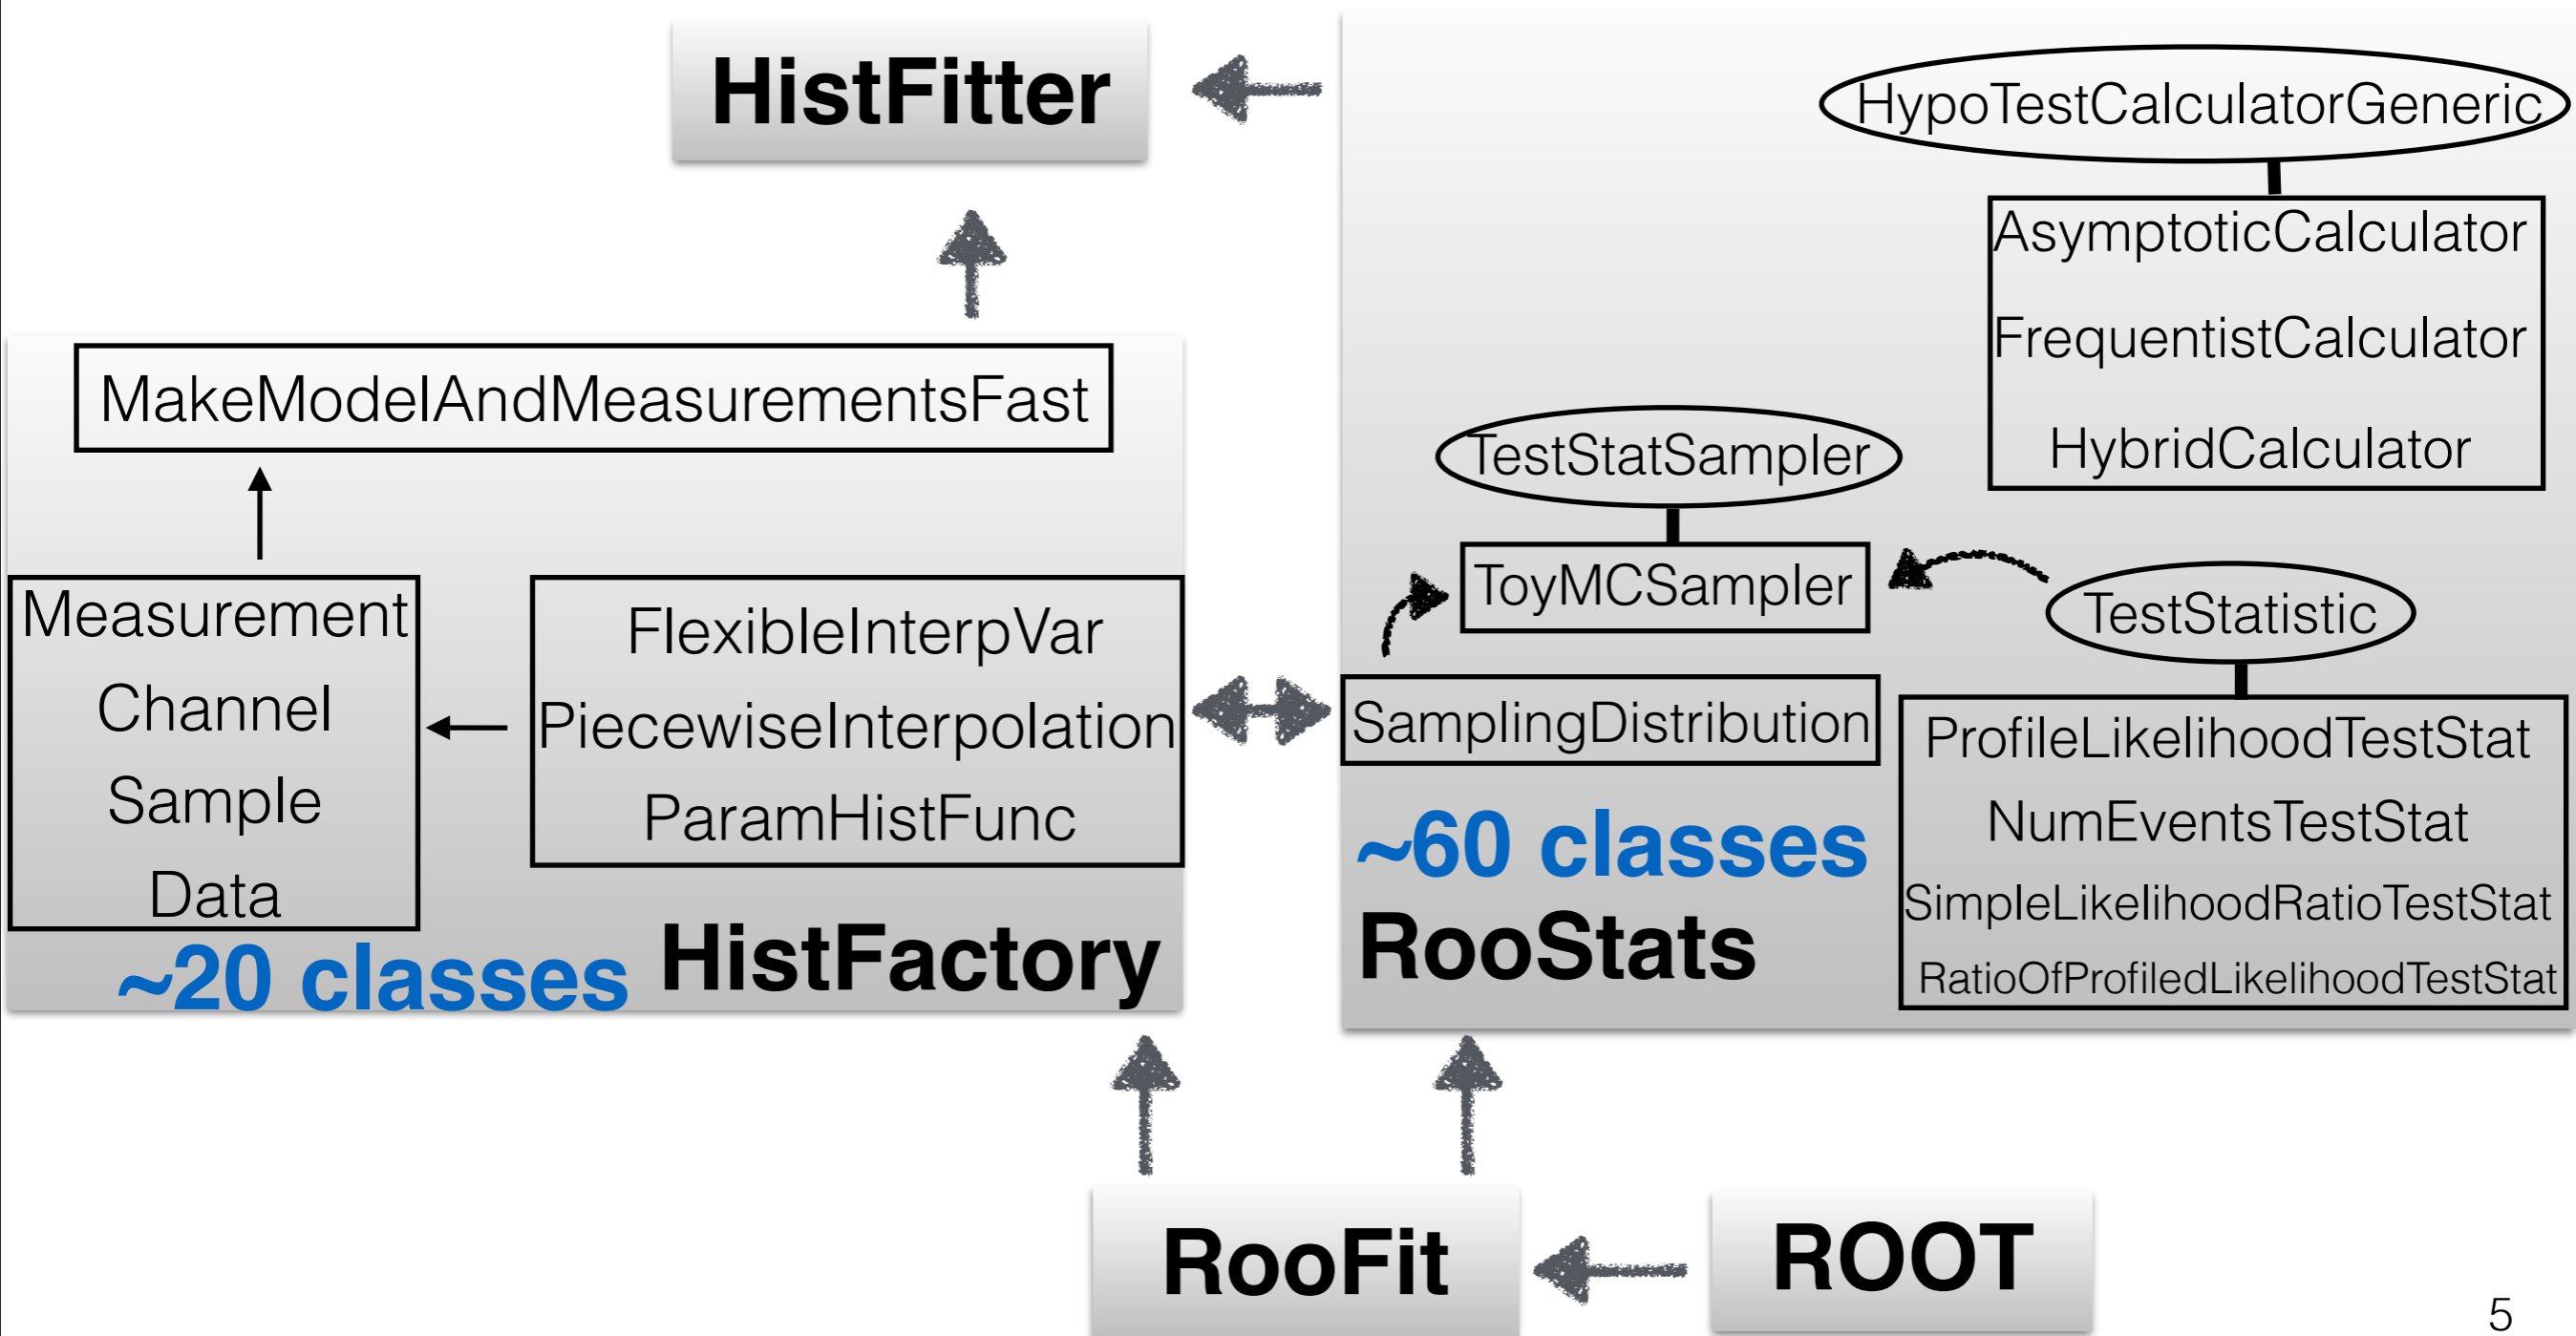 HistFitter
HypoTestCalculatorGeneric
AsymptoticCalculator
FrequentistCalculator
HybridCalculator
MakeModelAndMeasurementsFast
TestStatSampler
ToyMCSampler
TestStatistic
Measurement
Channel
Sample
Data
FlexibleInterpVar
PiecewiseInterpolation
ParamHistFunc
SamplingDistribution
ProfileLikelihoodTestStat
NumEventsTestStat
SimpleLikelihoodRatioTestStat
RatioOfProfiledLikelihoodTestStat
~20 classes
HistFactory
~60 classes
RooStats
RooFit
ROOT
5